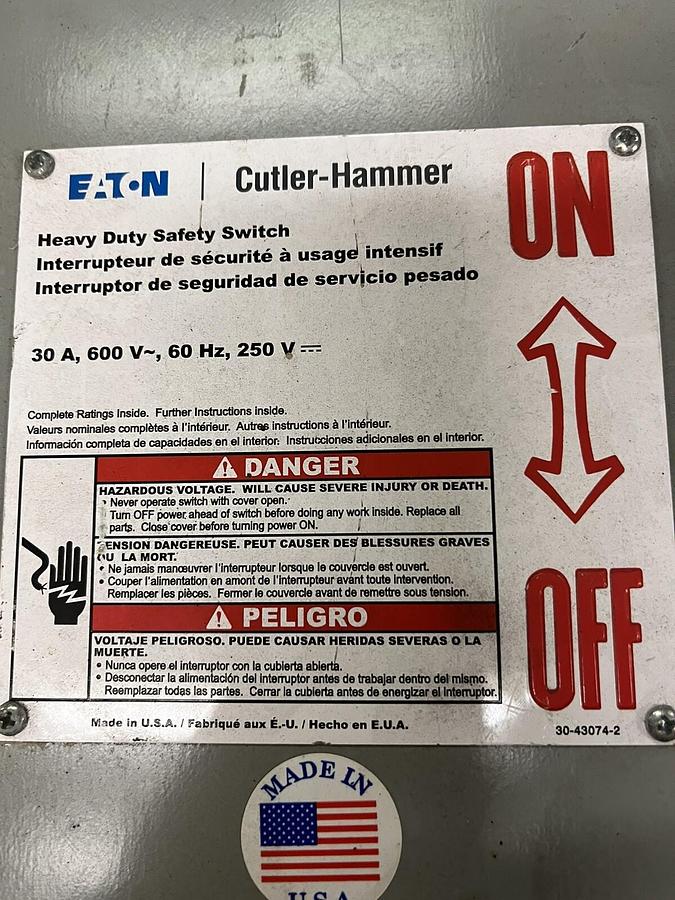 EATON | Cutler-Hammer
ON
Heavy Duty Safety Switch
Interrupteur de sécurité à usage intensif
Interruptor de seguridad de servicio pesado
30 A, 600 V~, 60 Hz, 250 V ⎓
Complete Ratings Inside. Further Instructions inside.
Valeurs nominales complètes à l'intérieur. Autres instructions à l'intérieur.
Información completa de capacidades en el interior. Instrucciones adicionales en el interior.
⚠ DANGER
HAZARDOUS VOLTAGE. WILL CAUSE SEVERE INJURY OR DEATH.
• Never operate switch with cover open.
Turn OFF power ahead of switch before doing any work inside. Replace all
parts. Close cover before turning power ON.
TENSION DANGEREUSE. PEUT CAUSER DES BLESSURES GRAVES
OU LA MORT.
• Ne jamais manœuvrer l'interrupteur lorsque le couvercle est ouvert.
• Couper l'alimentation en amont de l'interrupteur avant toute intervention.
Remplacer les pièces. Fermer le couvercle avant de remettre sous tension.
⚠ PELIGRO
VOLTAJE PELIGROSO. PUEDE CAUSAR HERIDAS SEVERAS O LA
MUERTE.
• Nunca opere el interruptor con la cubierta abierta.
• Desconectar la alimentación del interruptor antes de trabajar dentro del mismo.
Reemplazar todas las partes. Cerrar la cubierta antes de energizar el interruptor.
OFF
Made in U.S.A. / Fabriqué aux É.-U. / Hecho en E.U.A.
30-43074-2
MADE IN
U.S.A